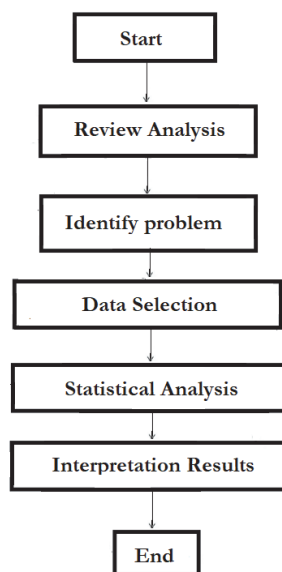 Start
Review Analysis
Identify problem
Data Selection
Statistical Analysis
Interpretation Results
End